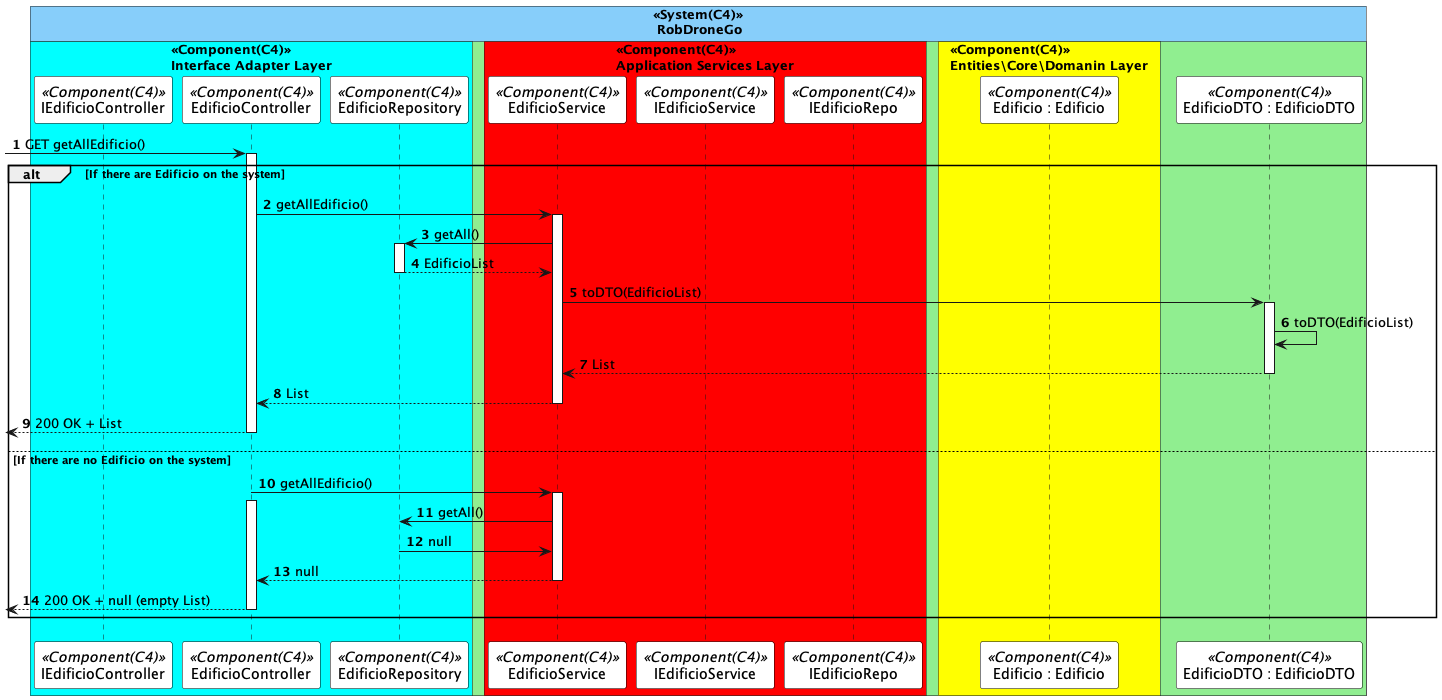 «System(C4)»
RobDroneGo
«Component(C4)»
Interface Adapter Layer
«Component(C4)»
Application Services Layer
«Component(C4)»
Entities\Core\Domanin Layer
«Component(C4)»
IEdificioController
«Component(C4)»
EdificioController
«Component(C4)»
EdificioRepository
«Component(C4)»
EdificioService
«Component(C4)»
IEdificioService
«Component(C4)»
IEdificioRepo
«Component(C4)»
Edificio : Edificio
«Component(C4)»
EdificioDTO : EdificioDTO
1 GET getAllEdificio()
alt [If there are Edificio on the system]
2 getAllEdificio()
3 getAll()
4 EdificioList
5 toDTO(EdificioList)
6 toDTO(EdificioList)
7 List
8 List
9 200 OK + List
[If there are no Edificio on the system]
10 getAllEdificio()
11 getAll()
12 null
13 null
14 200 OK + null (empty List)
«Component(C4)»
IEdificioController
«Component(C4)»
EdificioController
«Component(C4)»
EdificioRepository
«Component(C4)»
EdificioService
«Component(C4)»
IEdificioService
«Component(C4)»
IEdificioRepo
«Component(C4)»
Edificio : Edificio
«Component(C4)»
EdificioDTO : EdificioDTO